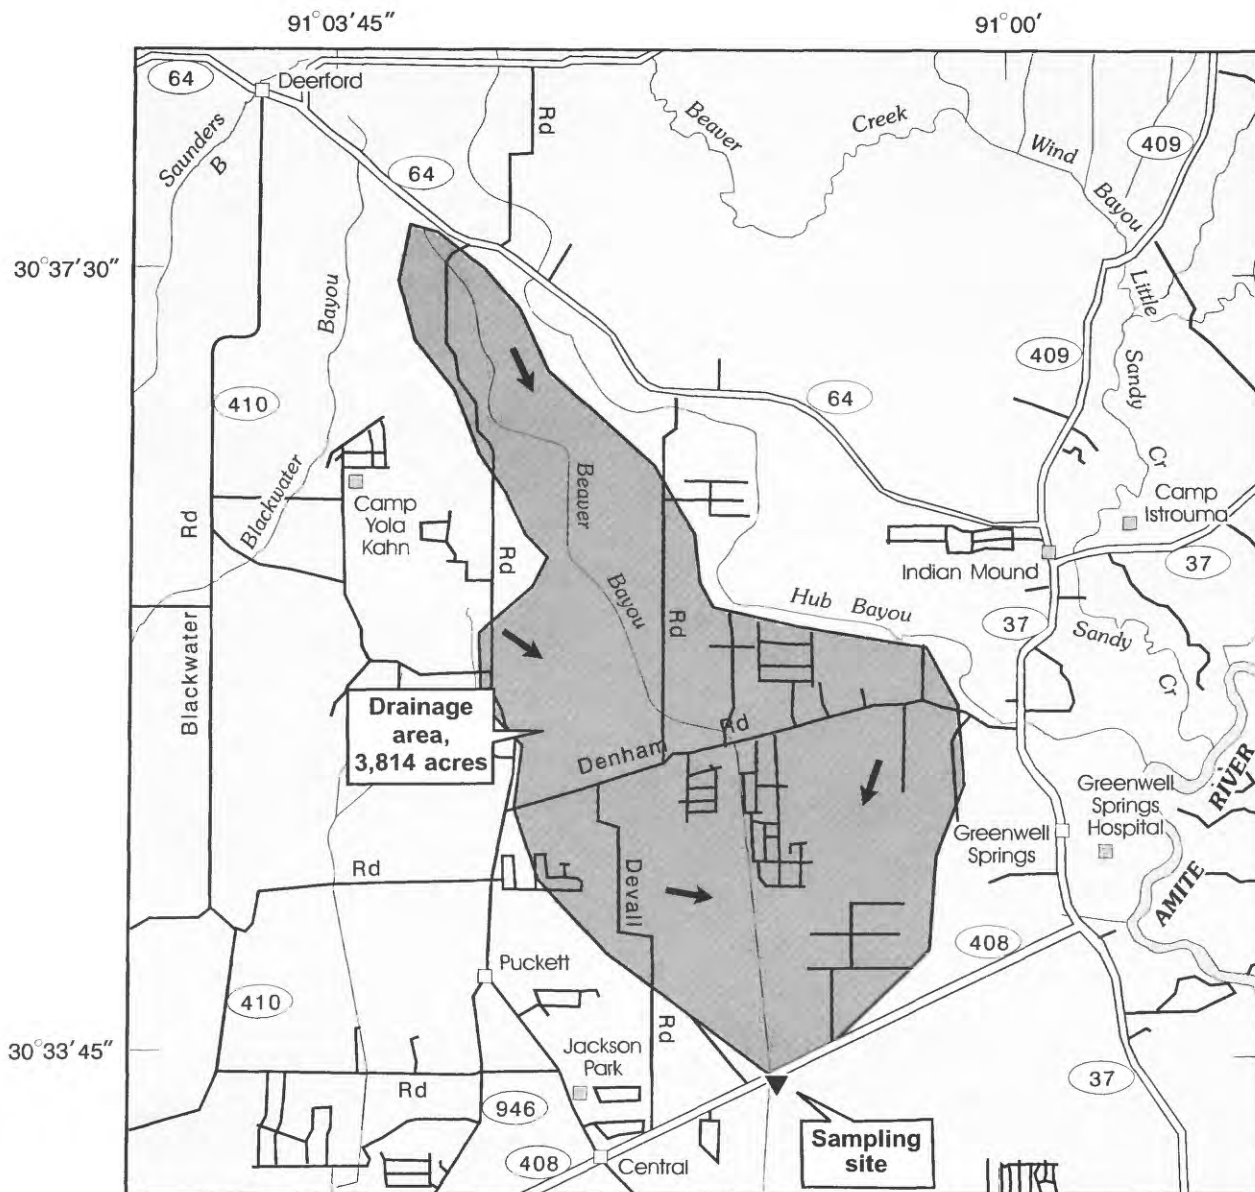 91°03'45"
91°00'
64
Deerford
Rd
Beaver
Creek
Wind
Bayou
409
Saunders
B
64
30°37'30"
Bayou
Little
Sandy
Cr
409
410
64
Blackwater
Camp
Yola
Kahn
Rd
Rd
Beaver
Bayou
Rd
Camp
Istrouma
Indian Mound
37
Hub Bayou
37
Sandy
Cr
Blackwater
Drainage
area,
3,814 acres
Denham
Rd
RIVER
AMITE
Greenwell
Springs
Hospital
Greenwell
Springs
Rd
Devall
Rd
408
Puckett
410
30°33'45"
Jackson
Park
Rd
946
37
408
Central
Sampling
site